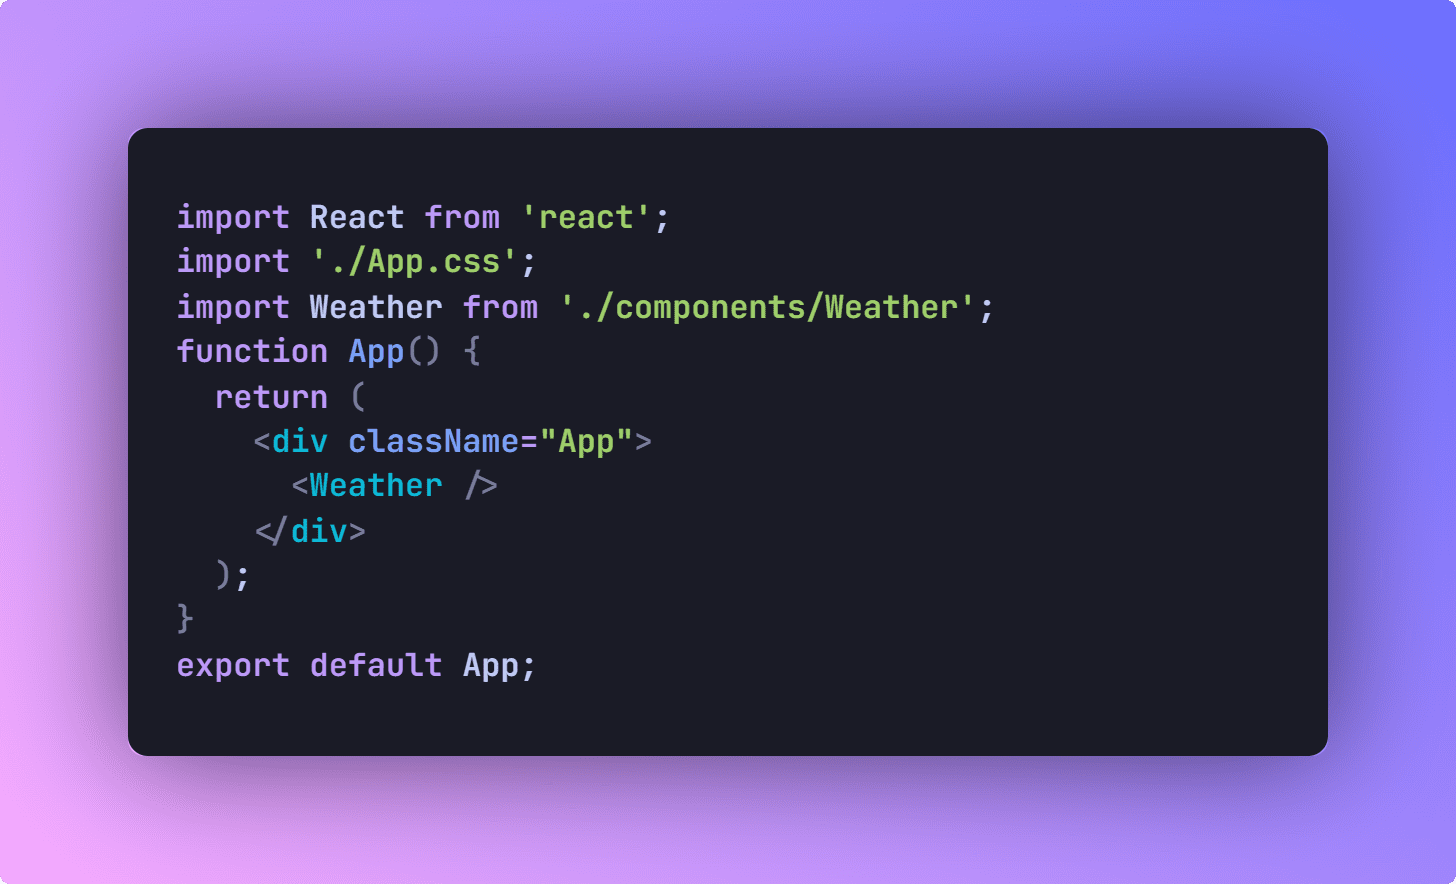 import React from 'react';
import './App.css';
import Weather from './components/Weather';
function App() {
  return (
    <div className="App">
      <Weather />
    </div>
  );
}
export default App;